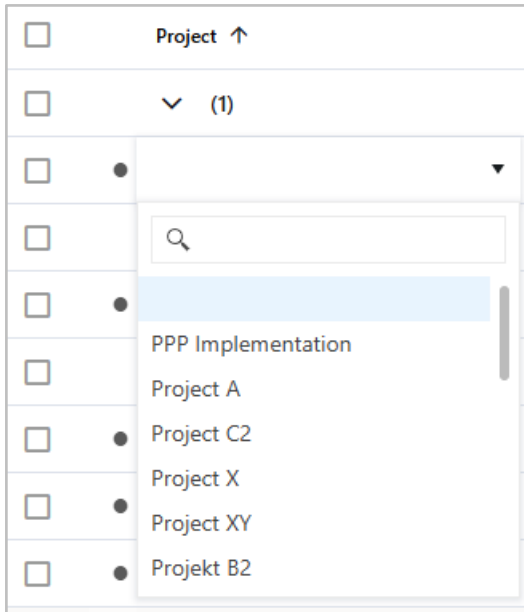 Project ↑
(1)
PPP Implementation
Project A
Project C2
Project X
Project XY
Projekt B2